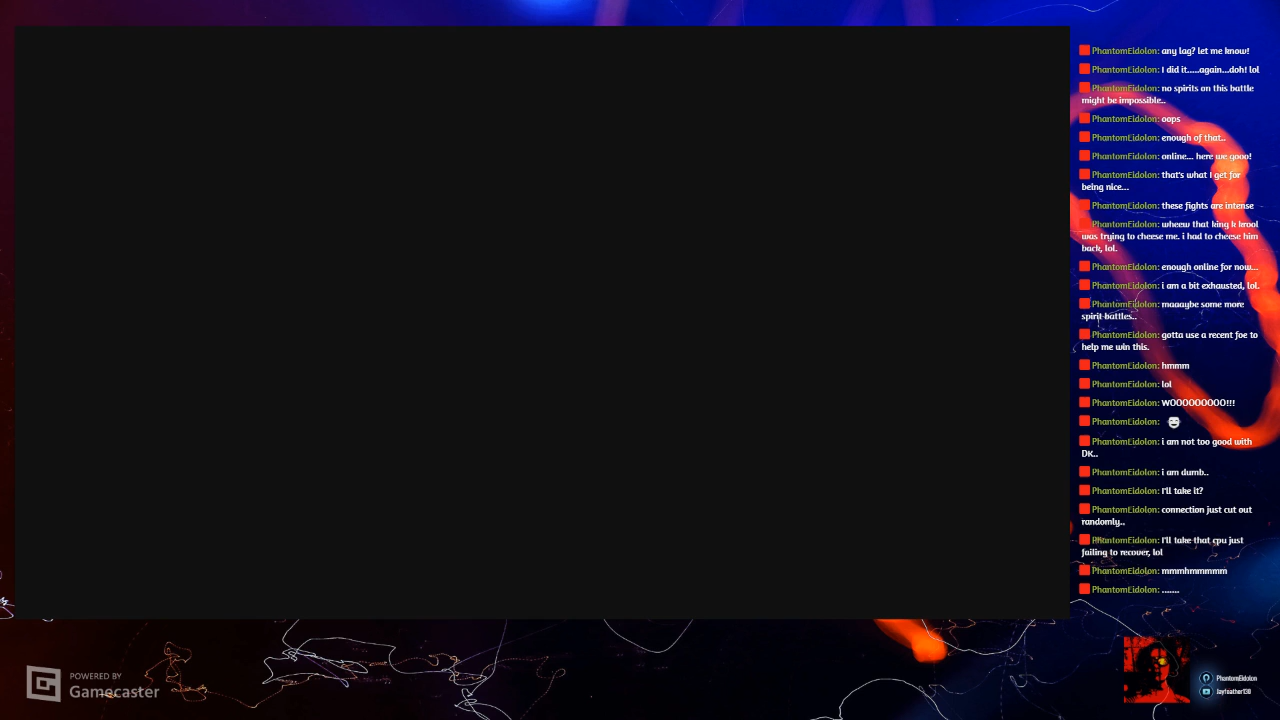 PhantomEidolon: any lag? let me know!
PhantomEidolon: I did it.....again...doh! lol
PhantomEidolon: no spirits on this battle
might be impossible..
PhantomEidolon: oops
PhantomEidolon: enough of that..
PhantomEidolon: online... here we gooo!
PhantomEidolon: that's what I get for
being nice...
PhantomEidolon: these fights are intense
PhantomEidolon: wheew that king k krool
was trying to cheese me. i had to cheese him
back, lol.
PhantomEidolon: enough online for now...
PhantomEidolon: i am a bit exhausted, lol.
PhantomEidolon: maaaybe some more
spirit battles..
PhantomEidolon: gotta use a recent foe to
help me win this.
PhantomEidolon: hmmm
PhantomEidolon: lol
PhantomEidolon: WOOOOOOOOO!!!
PhantomEidolon:
PhantomEidolon: i am not too good with
DK..
PhantomEidolon: i am dumb..
PhantomEidolon: I'll take it?
PhantomEidolon: connection just cut out
randomly..
PhantomEidolon: I'll take that cpu just
failing to recover, lol
PhantomEidolon: mmmhmmmmm
PhantomEidolon: .......
POWERED BY
Gamecaster
PhantomEidolon
Jayfeather130